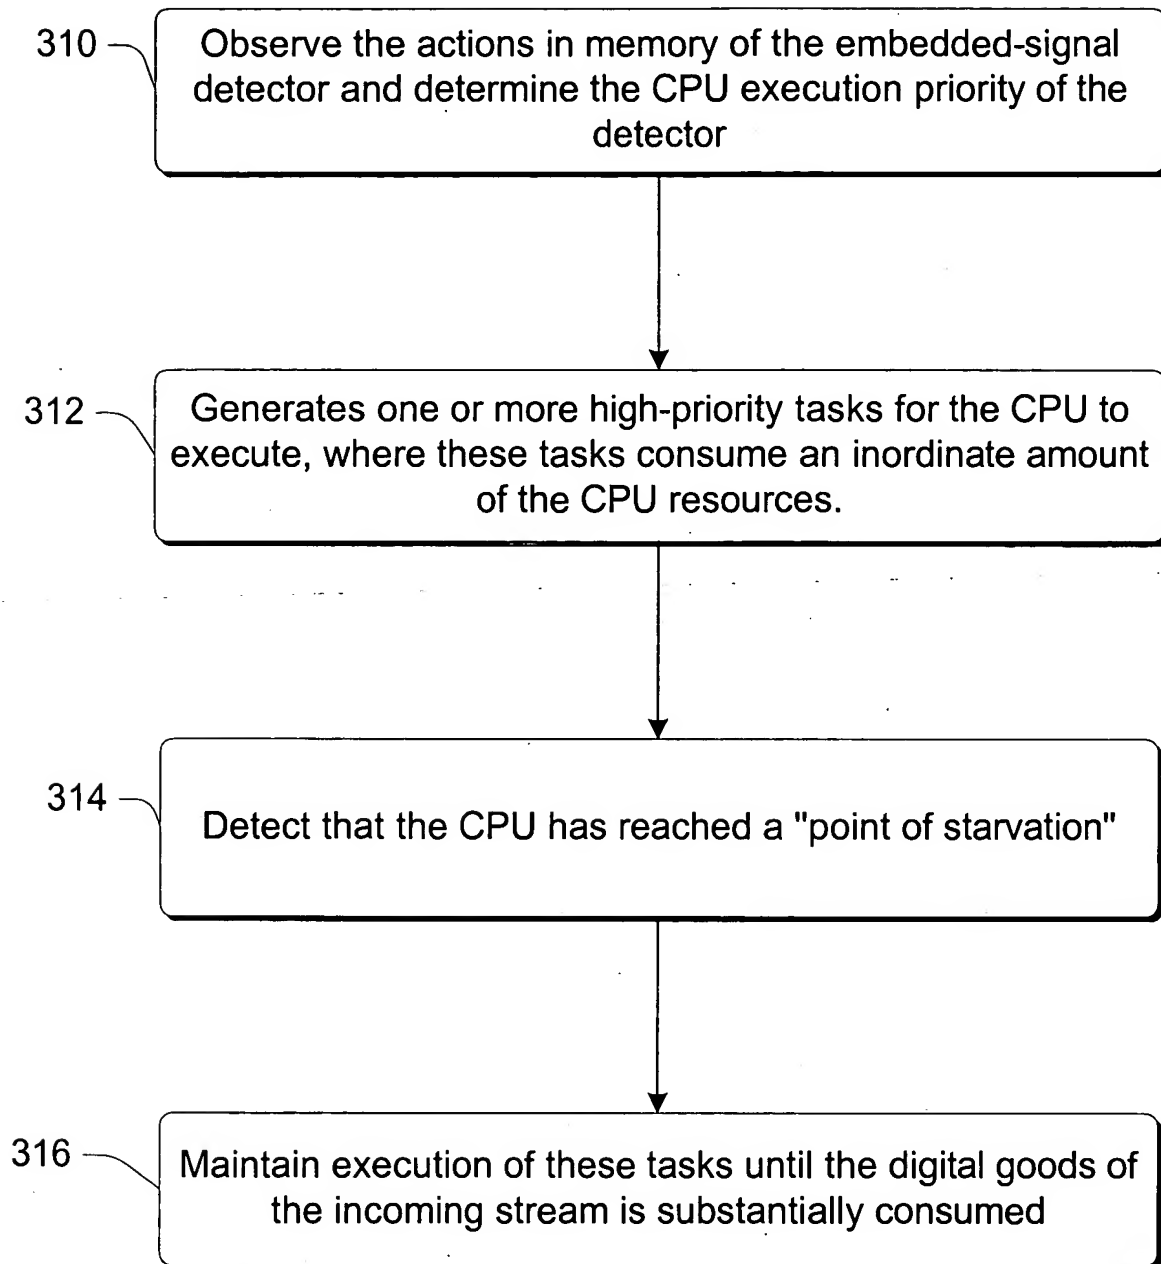 310
Observe the actions in memory of the embedded-signal
detector and determine the CPU execution priority of the
detector
312
Generates one or more high-priority tasks for the CPU to
execute, where these tasks consume an inordinate amount
of the CPU resources.
314
Detect that the CPU has reached a "point of starvation"
316
Maintain execution of these tasks until the digital goods of
the incoming stream is substantially consumed